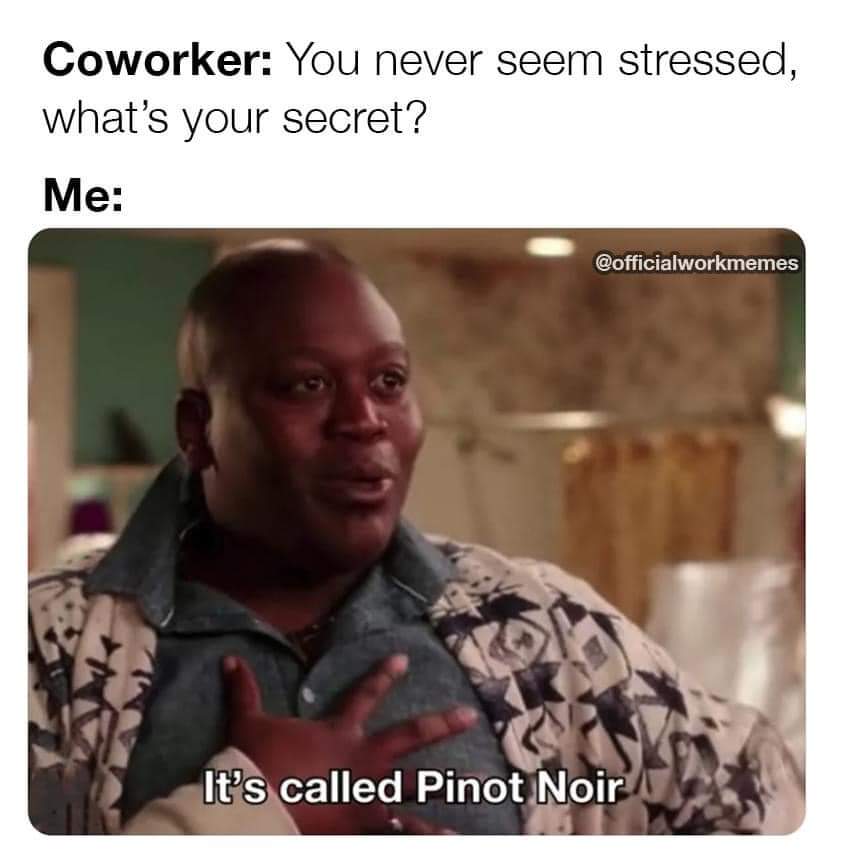 Coworker: You never seem stressed,
what's your secret?
Me:
@officialworkmemes
It's called Pinot Noir